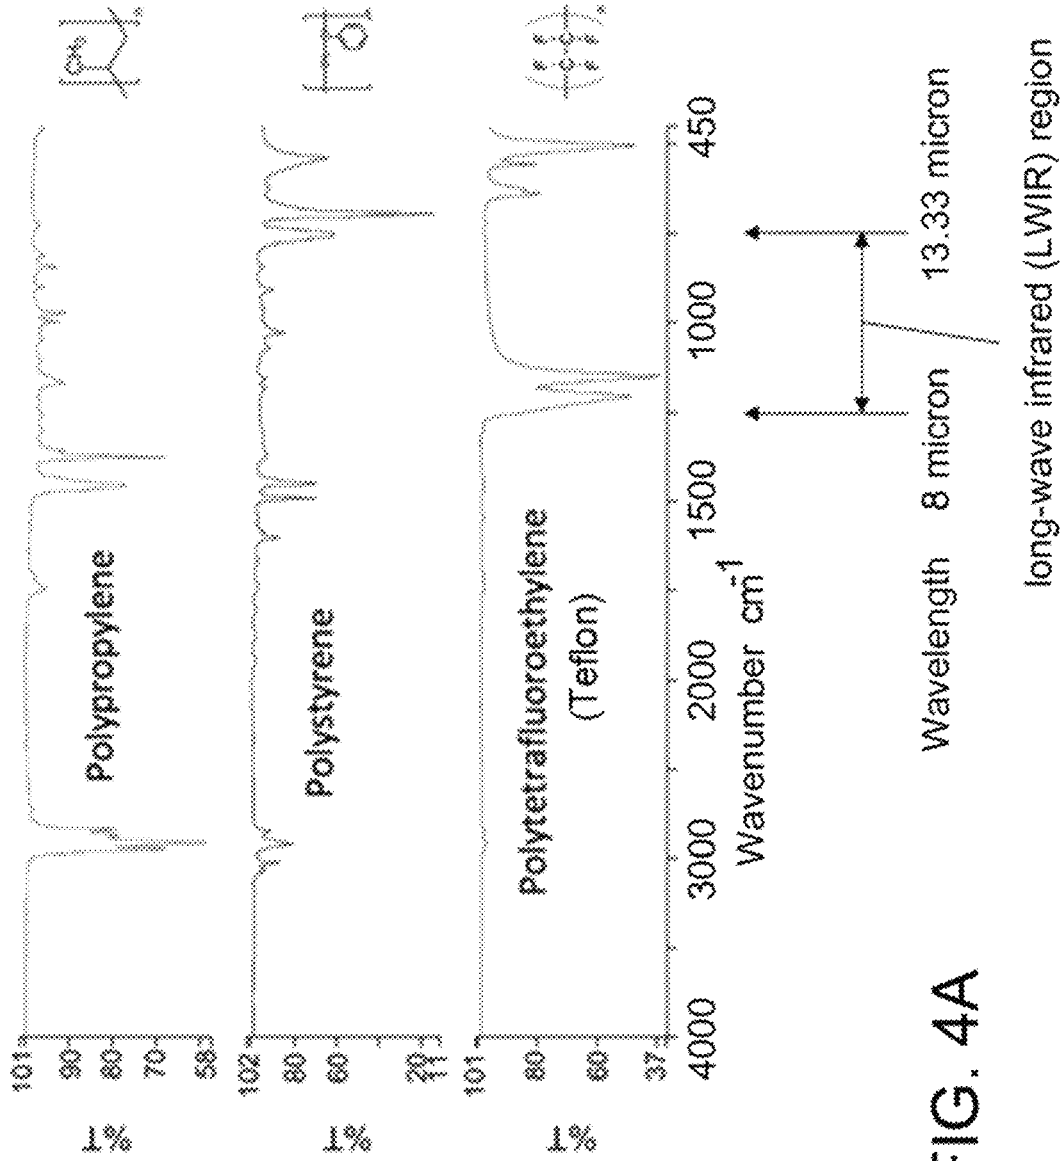 %T
101
90
80
70
58
Polypropylene
%T
102
80
60
20
11
Polystyrene
%T
101
80
60
37
Polytetrafluoroethylene
(Teflon)
4000 3000 2000 1500 1000 450
Wavenumber cm-1
Wavelength 8 micron 13.33 micron
long-wave infrared (LWIR) region
FIG. 4A